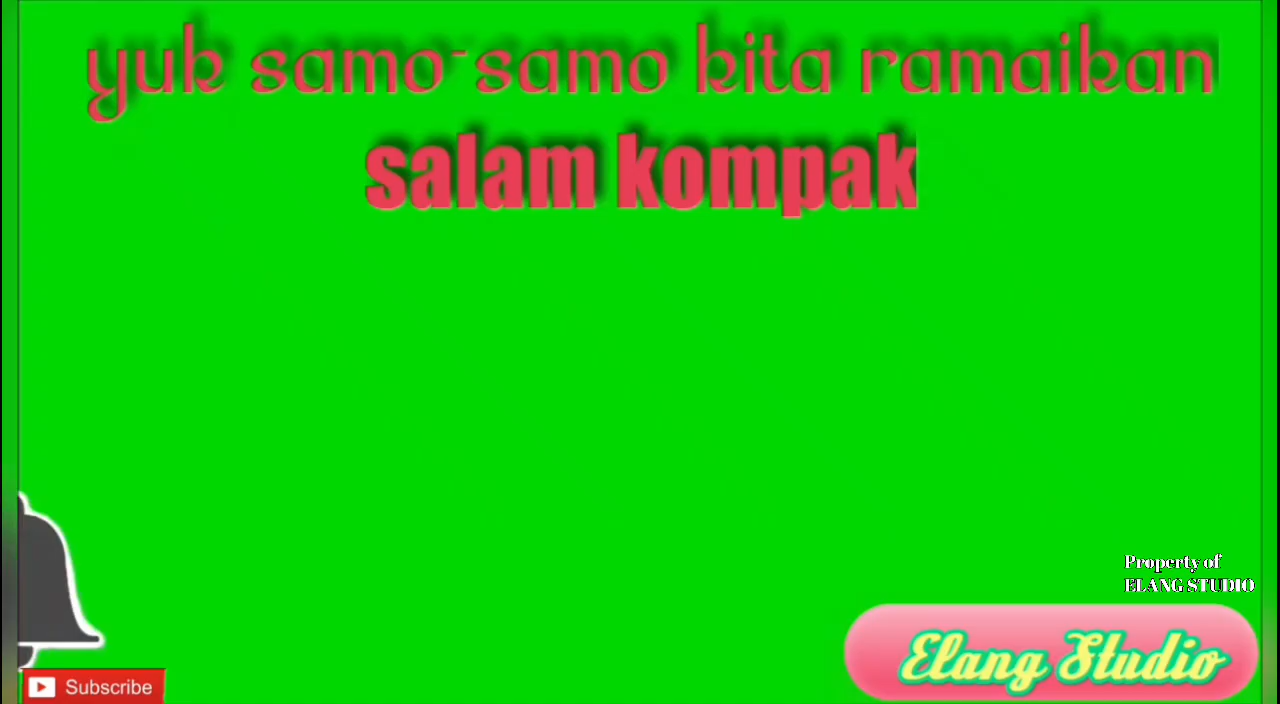 yuk samo-samo kita ramaikan
salam kompak
Property of
ELANG STUDIO
Elang Studio
Subscribe